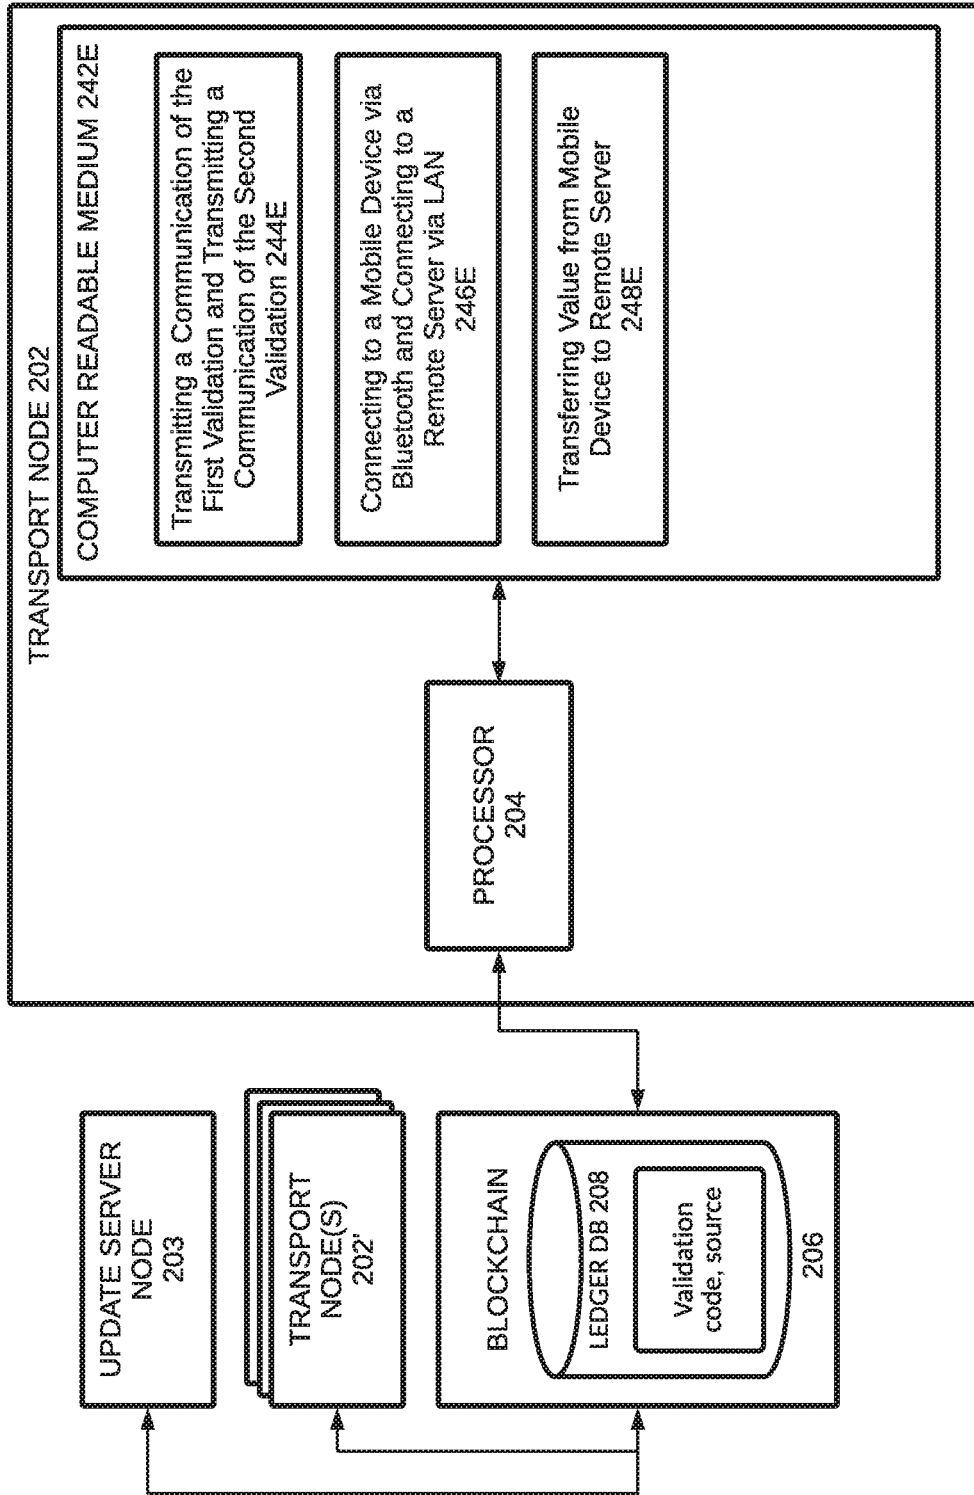 TRANSPORT NODE 202
COMPUTER READABLE MEDIUM 242E
Transmitting a Communication of the
First Validation and Transmitting a
Communication of the Second
Validation 244E
Connecting to a Mobile Device via
Bluetooth and Connecting to a
Remote Server via LAN
246E
Transferring Value from Mobile
Device to Remote Server
248E
PROCESSOR
204
UPDATE SERVER
NODE
203
TRANSPORT
NODE(S)
202'
BLOCKCHAIN
LEDGER DB 208
Validation
code, source
206